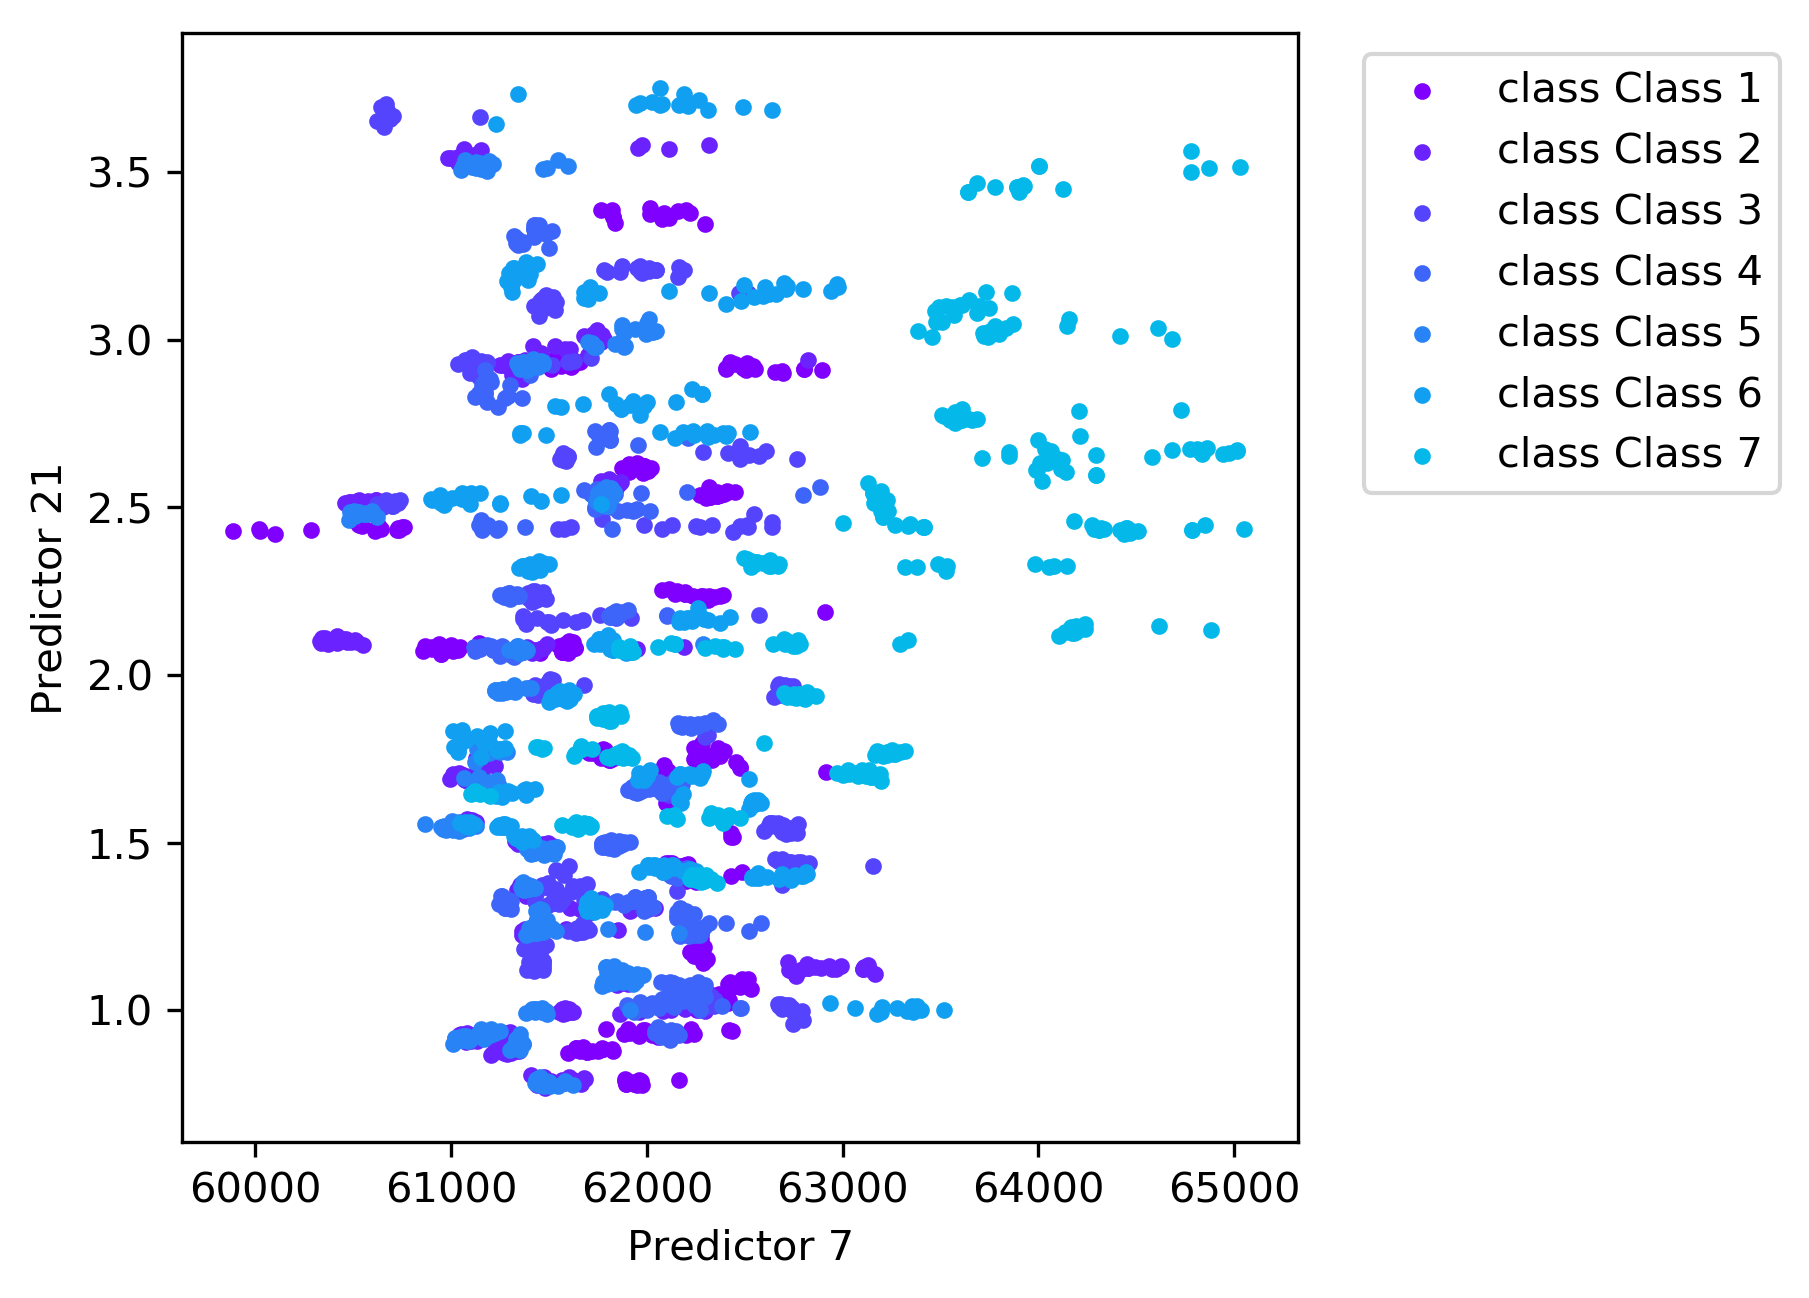 class Class 1
class Class 2
class Class 3
class Class 4
class Class 5
class Class 6
class Class 7
3.5
3.0
2.5
2.0
1.5
1.0
Predictor 21
60000 61000 62000 63000 64000 65000
Predictor 7